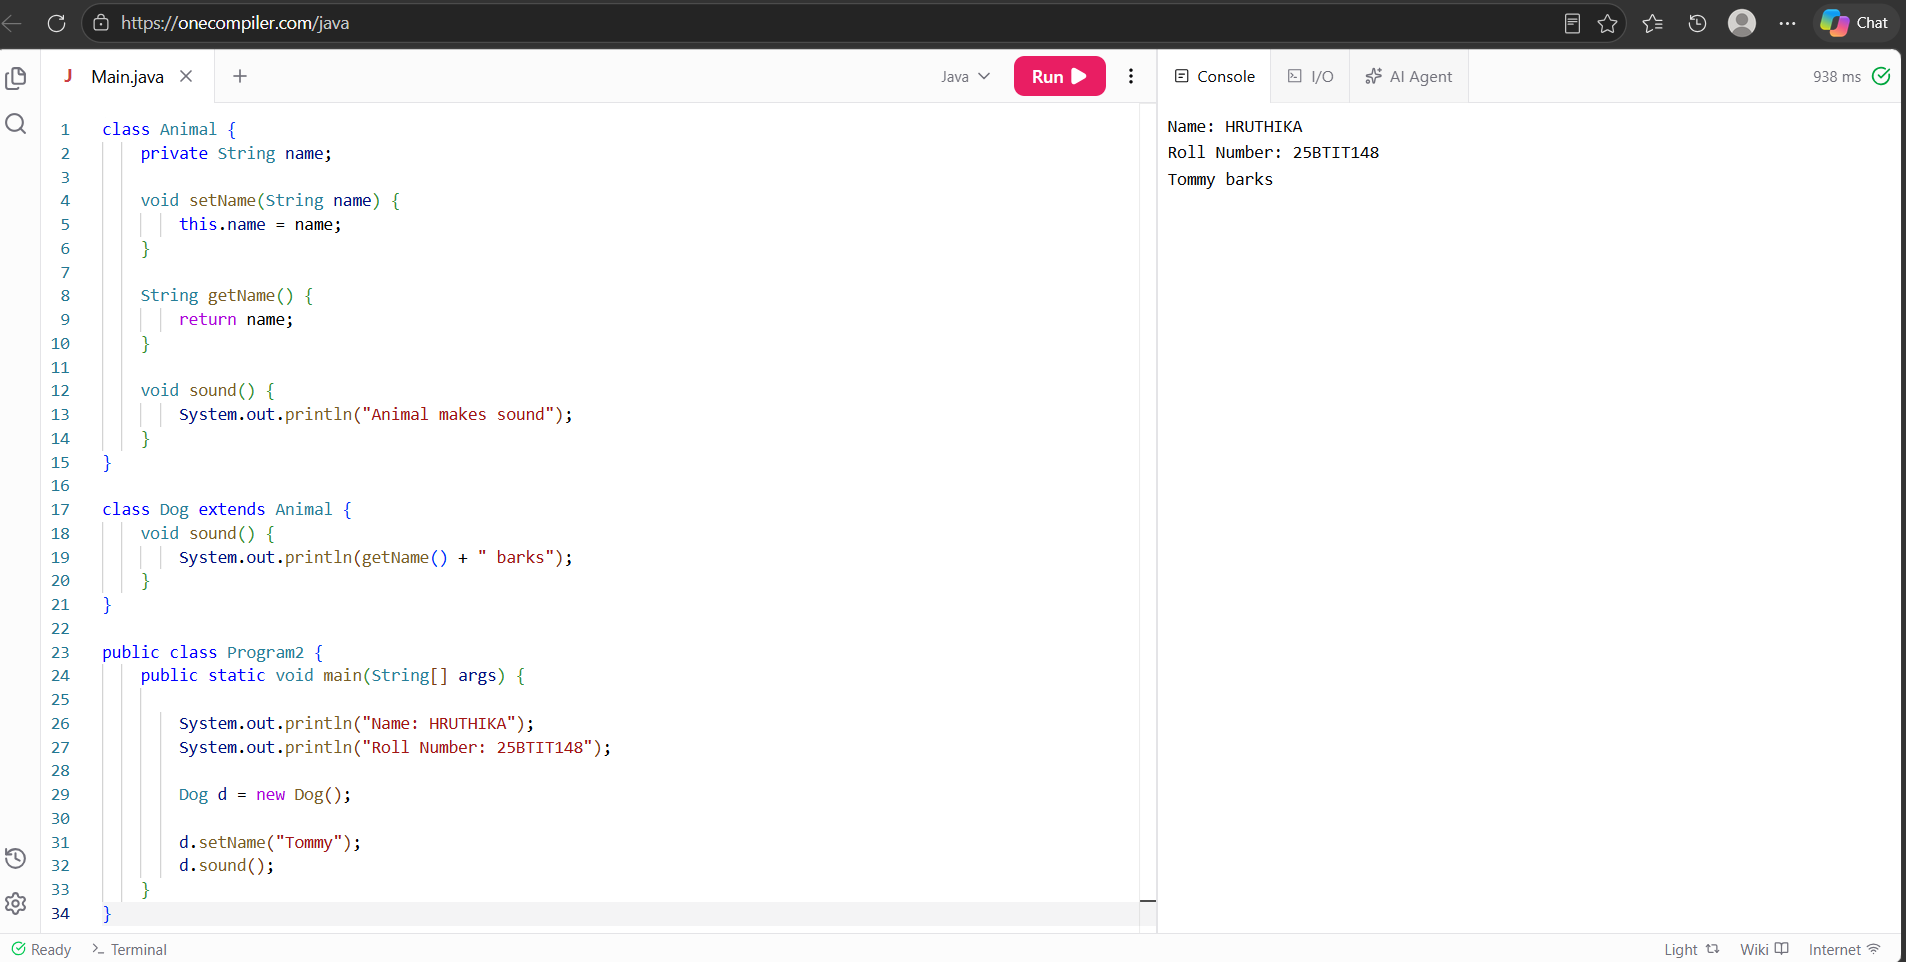 https://onecompiler.com/java
Chat
J Main.java
Java
Run
Console
I/O
AI Agent
938 ms
1 class Animal {
2     private String name;
3
4     void setName(String name) {
5         this.name = name;
6     }
7
8     String getName() {
9         return name;
10     }
11
12     void sound() {
13         System.out.println("Animal makes sound");
14     }
15 }
16
17 class Dog extends Animal {
18     void sound() {
19         System.out.println(getName() + " barks");
20     }
21 }
22
23 public class Program2 {
24     public static void main(String[] args) {
25
26         System.out.println("Name: HRUTHIKA");
27         System.out.println("Roll Number: 25BTIT148");
28
29         Dog d = new Dog();
30
31         d.setName("Tommy");
32         d.sound();
33     }
34 }
Name: HRUTHIKA
Roll Number: 25BTIT148
Tommy barks
Ready
Terminal
Light
Wiki
Internet